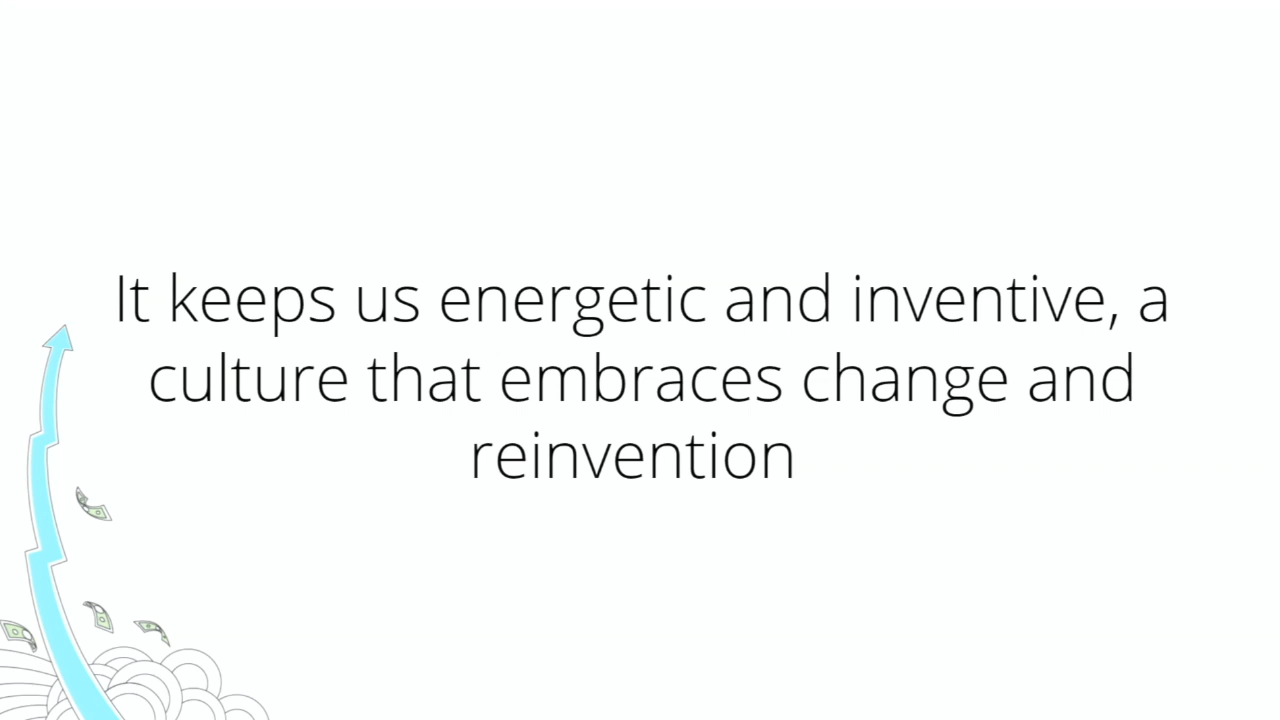 It keeps us energetic and inventive, a
culture that embraces change and
reinvention